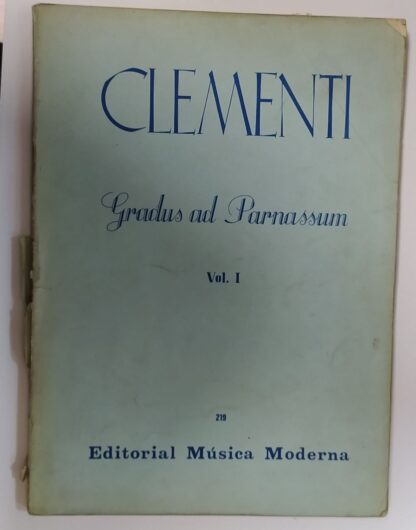 CLEMENTI
Gradus ad Parnassum
Vol. I
219
Editorial Música Moderna